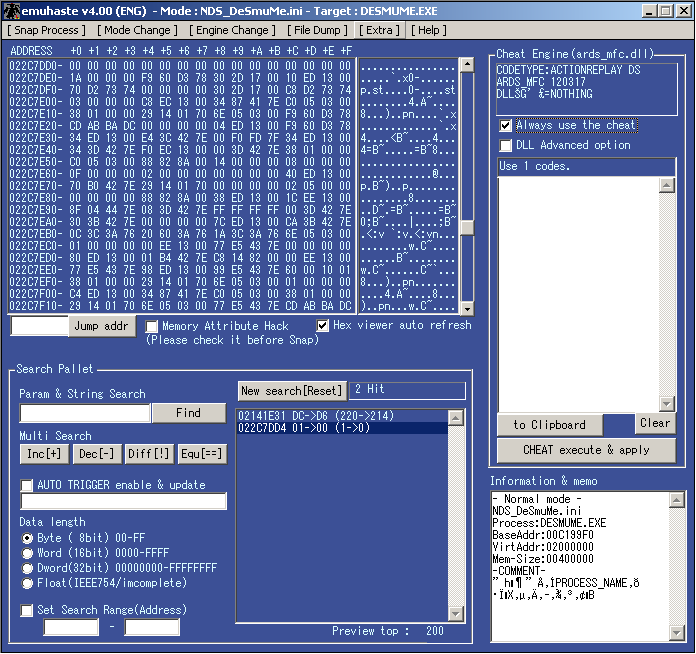 emuhaste v4.00 (ENG) - Mode : NDS_DeSmuMe.ini - Target : DESMUME.EXE
[ Snap Process ] [ Mode Change ] [ Engine Change ] [ File Dump ] [ Extra ] [ Help ]
ADDRESS +0 +1 +2 +3 +4 +5 +6 +7 +8 +9 +A +B +C +D +E +F
022C7DD0- 00 00 00 00 00 00 00 00 00 00 00 00 00 00 00 00
022C7DE0- 1A 00 00 00 F9 60 D3 78 30 2D 17 00 10 ED 13 00
022C7DF0- 70 D2 73 74 00 00 00 00 30 2D 17 00 C8 D2 73 74
022C7E00- 03 00 00 00 C8 EC 13 00 34 87 41 7E C0 05 03 00
022C7E10- 38 01 00 00 29 14 01 70 6E 05 03 00 F9 60 D3 78
022C7E20- CD AB BA DC 00 00 00 00 04 ED 13 00 F9 60 D3 78
022C7E30- 34 ED 13 00 E4 3C 42 7E 00 F0 FD 7F 34 ED 13 00
022C7E40- 34 3D 42 7E F0 EC 13 00 00 3D 42 7E 38 01 00 00
022C7E50- C0 05 03 00 88 82 8A 00 14 00 00 00 00 00 00 00
022C7E60- 0F 00 00 00 02 00 00 00 00 00 00 00 40 ED 13 00
022C7E70- 70 B0 42 7E 29 14 01 70 00 00 00 00 02 05 00 00
022C7E80- 00 00 00 00 88 82 8A 00 38 ED 13 00 1C EE 13 00
022C7E90- 8F 04 44 7E 08 3D 42 7E FF FF FF FF 00 3D 42 7E
022C7EA0- 30 3B 42 7E 00 00 00 00 7C ED 13 00 CA 3B 42 7E
022C7EB0- 0C 3C 3A 76 20 60 3A 76 1A 3C 3A 76 6E 05 03 00
022C7EC0- 01 00 00 00 00 EE 13 00 77 E5 43 7E 00 00 00 00
022C7ED0- 80 ED 13 00 01 B4 42 7E C8 14 82 00 00 EE 13 00
022C7EE0- 77 E5 43 7E 98 ED 13 00 99 E5 43 7E 60 00 10 01
022C7EF0- 38 01 00 00 29 14 01 70 6E 05 03 00 00 00 00 00
022C7F00- C4 ED 13 00 34 87 41 7E C0 05 03 00 38 01 00 00
022C7F10- 29 14 01 70 6E 05 03 00 77 E5 43 7E CD AB BA DC
Jump addr
Memory Attribute Hack
(Please check it before Snap)
Hex viewer auto refresh
Search Pallet
Param & String Search
Find
Multi Search
Inc[+] Dec[-] Diff[!] Equ[==]
AUTO TRIGGER enable & update
Data length
Byte ( 8bit) 00-FF
Word (16bit) 0000-FFFF
Dword(32bit) 00000000-FFFFFFFF
Float(IEEE754/imcomplete)
Set Search Range(Address)
-
New search[Reset] 2 Hit
02141E31 DC->D6 (220->214)
022C7DD4 01->00 (1->0)
Preview top : 200
Cheat Engine(ards_mfc.dll)
CODETYPE:ACTIONREPLAY DS
ARDS MFC 120317
Always use the cheat
DLL Advanced option
Use 1 codes.
to Clipboard
Clear
CHEAT execute & apply
Information & memo
- Normal mode -
NDS_DeSmuMe.ini
Process:DESMUME.EXE
BaseAddr:00C199F0
VirtAddr:02000000
Mem-Size:00400000
-COMMENT-